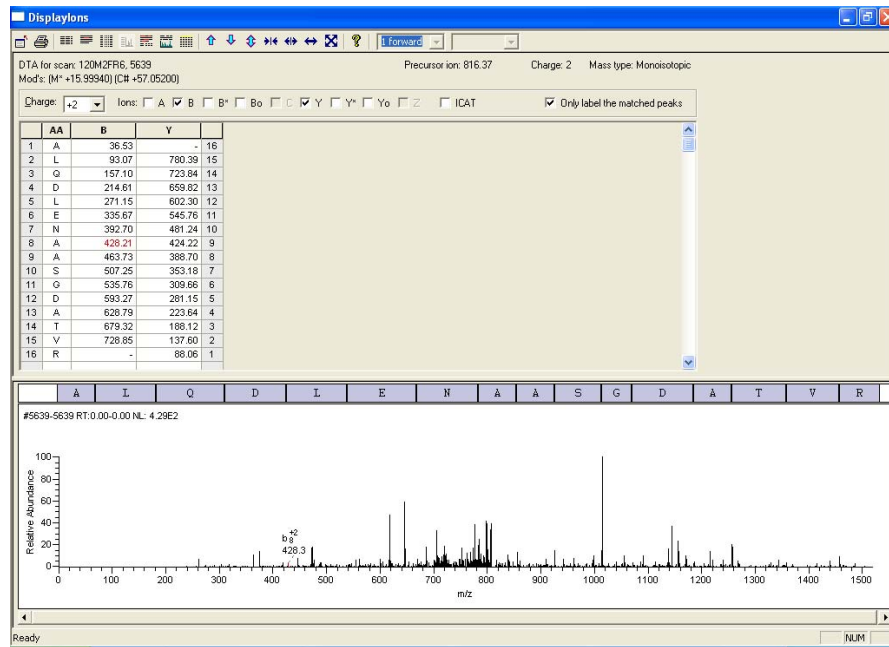 DisplayIons
1 Forward
DTA for scan: 120M2FR6, 5639 Precursor ion: 816.37 Charge: 2 Mass type: Monoisotopic
Mod's: (M* +15.99940) (C# +57.05200)
Charge: +2 Ions: A B B* Bo C Y Y* Yo Z ICAT Only label the matched peaks
AA B Y
1 A 36.53 - 16
2 L 93.07 780.39 15
3 Q 157.10 723.84 14
4 D 214.61 659.82 13
5 L 271.15 602.30 12
6 E 335.67 545.76 11
7 N 392.70 481.24 10
8 A 428.21 424.22 9
9 A 463.73 388.70 8
10 S 507.25 353.18 7
11 G 535.76 309.66 6
12 D 593.27 281.15 5
13 A 628.79 223.64 4
14 T 679.32 188.12 3
15 V 728.85 137.60 2
16 R - 88.06 1
A L Q D L E N A A S G D A T V R
#5639-5639 RT:0.00-0.00 NL: 4.29E2
100
80
60
40
20
0
Relative Abundance
b8+2
428.3
0 100 200 300 400 500 600 700 800 900 1000 1100 1200 1300 1400 1500
m/z
Ready NUM